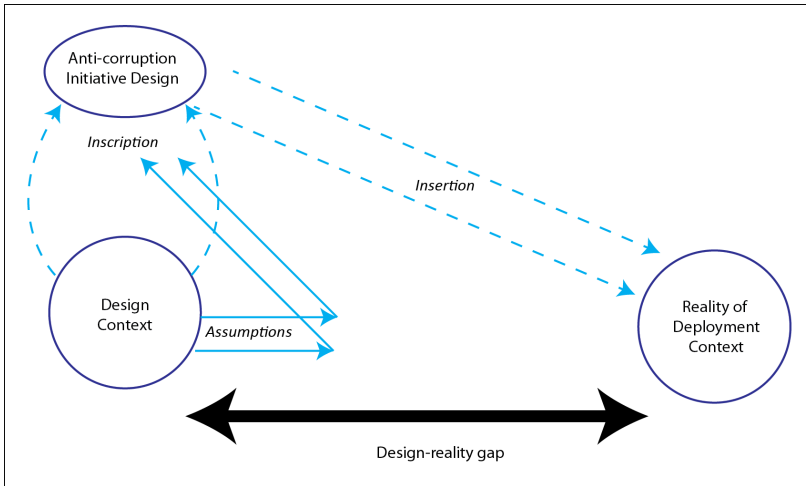 Anti-corruption
Initiative Design
Inscription
Insertion
Design
Context
Assumptions
Reality of
Deployment
Context
Design-reality gap